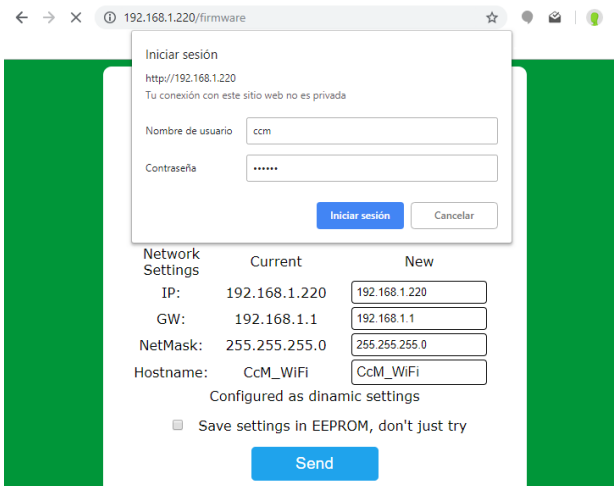 192.168.1.220/firmware
Iniciar sesión
http://192.168.1.220
Tu conexión con este sitio web no es privada
Nombre de usuario ccm
Contraseña ••••••
Iniciar sesión Cancelar
Network Settings Current New
IP: 192.168.1.220 192.168.1.220
GW: 192.168.1.1 192.168.1.1
NetMask: 255.255.255.0 255.255.255.0
Hostname: CcM_WiFi CcM_WiFi
Configured as dinamic settings
Save settings in EEPROM, don't just try
Send